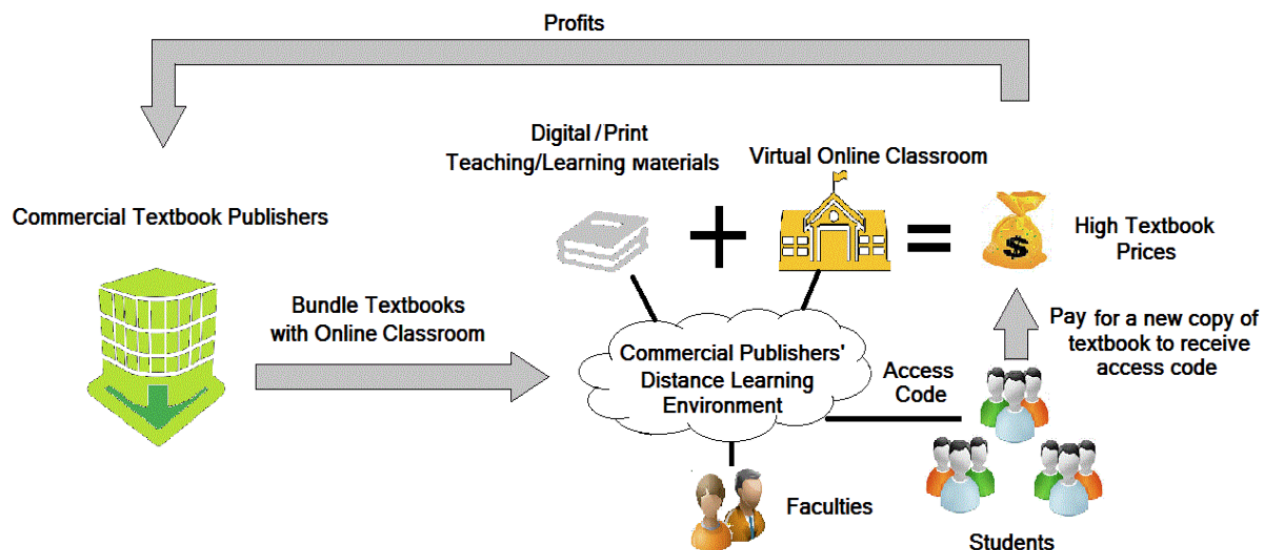 Profits
Digital/Print
Teaching/Learning Materials
Virtual Online Classroom
Commercial Textbook Publishers
High Textbook
Prices
$
Bundle Textbooks
with Online Classroom
Pay for a new copy of
textbook to receive
access code
Commercial Publishers'
Distance Learning
Environment
Access
Code
Faculties
Students